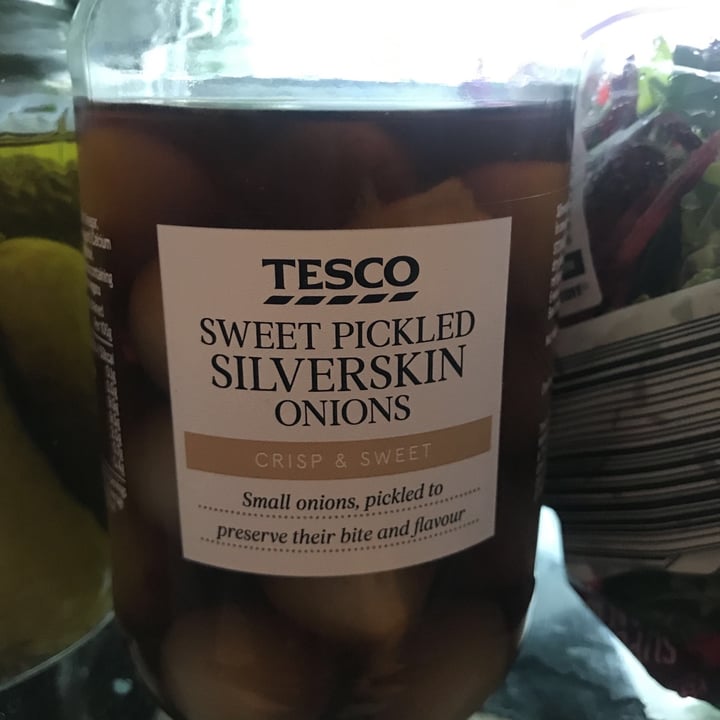 TESCO
SWEET PICKLED
SILVERSKIN
ONIONS
CRISP & SWEET
Small onions, pickled to
preserve their bite and flavour